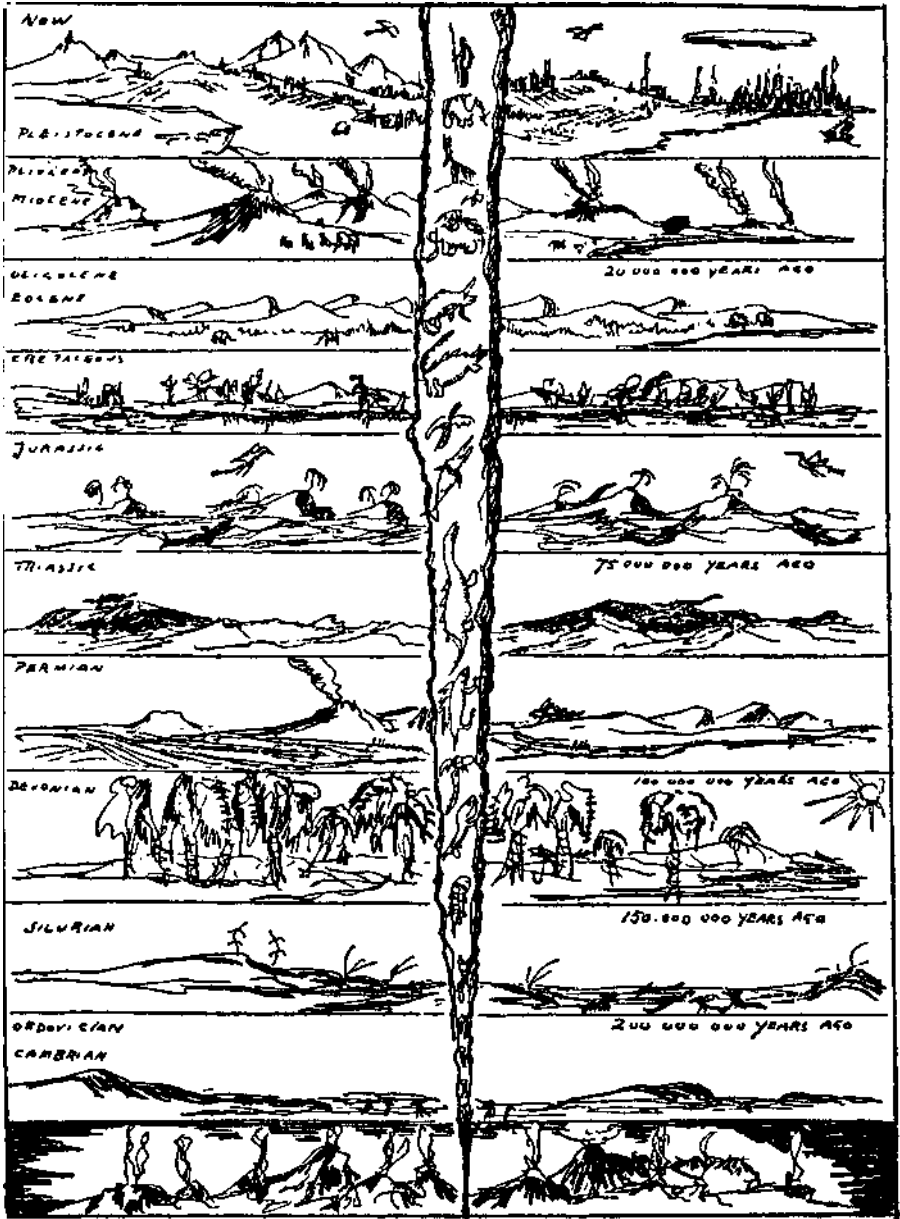 NOW
PLEISTOCENE
PLIOCENE
MIOCENE
OLIGOCENE 20 000 000 YEARS AGO
EOCENE
CRETACEOUS
JURASSIC
TRIASSIC 75 000 000 YEARS AGO
PERMIAN
DEVONIAN 100 000 000 YEARS AGO
SILURIAN 150.000 000 YEARS AGO
ORDOVICIAN 200 000 000 YEARS AGO
CAMBRIAN